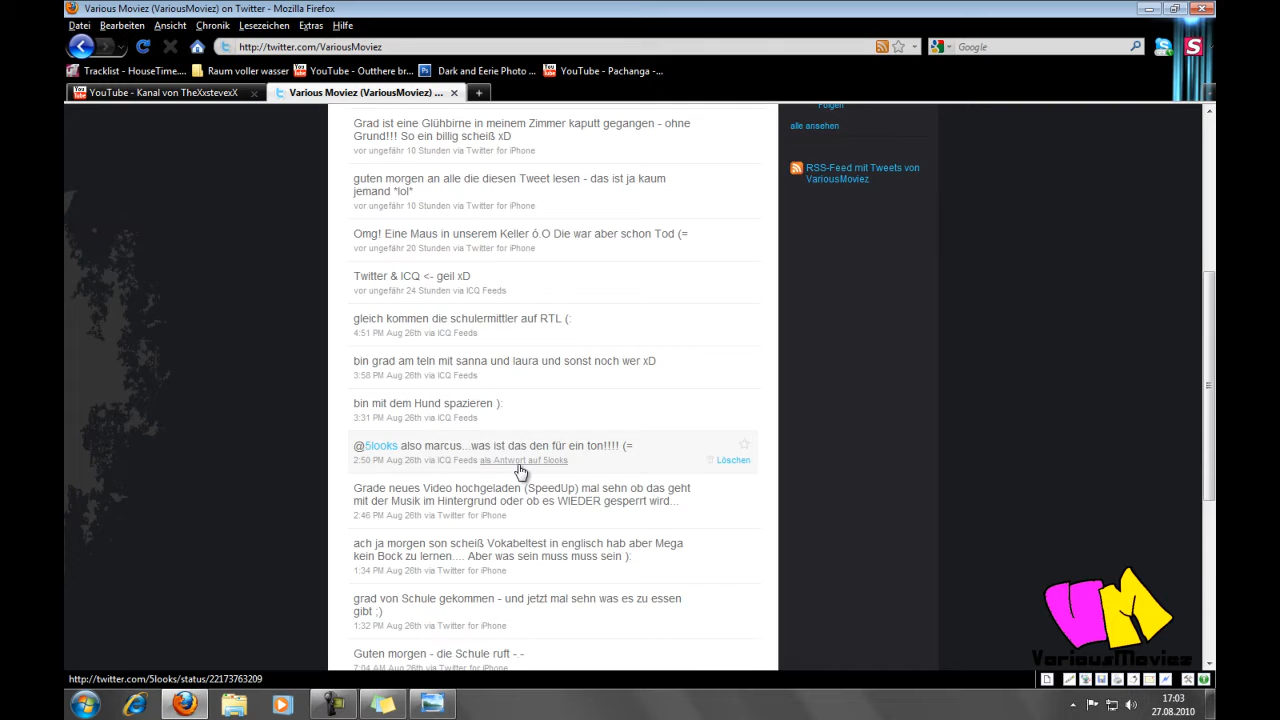 Various Moviez (VariousMoviez) on Twitter - Mozilla Firefox
Datei Bearbeiten Ansicht Chronik Lesezeichen Extras Hilfe
http://twitter.com/VariousMoviez
Google
Tracklist - HouseTime.... Raum voller wasser YouTube - Outthere br... Dark and Eerie Photo ... YouTube - Pachanga -...
YouTube - Kanal von TheXxstevexX
Various Moviez (VariousMoviez) ...
Folgen
alle ansehen
RSS-Feed mit Tweets von
VariousMoviez
Grad ist eine Glühbirne in meinem Zimmer kaputt gegangen - ohne
Grund!!! So ein billig scheiß xD
vor ungefähr 10 Stunden via Twitter for iPhone
guten morgen an alle die diesen Tweet lesen - das ist ja kaum
jemand *lol*
vor ungefähr 10 Stunden via Twitter for iPhone
Omg! Eine Maus in unserem Keller ó.O Die war aber schon Tod (=
vor ungefähr 20 Stunden via Twitter for iPhone
Twitter & ICQ <- geil xD
vor ungefähr 24 Stunden via ICQ Feeds
gleich kommen die schulermittler auf RTL (:
4:51 PM Aug 26th via ICQ Feeds
bin grad am teln mit sanna und laura und sonst noch wer xD
3:58 PM Aug 26th via ICQ Feeds
bin mit dem Hund spazieren ):
3:31 PM Aug 26th via ICQ Feeds
@5looks also marcus...was ist das den für ein ton!!!! (=
2:50 PM Aug 26th via ICQ Feeds als Antwort auf 5looks
Löschen
Grade neues Video hochgeladen (SpeedUp) mal sehn ob das geht
mit der Musik im Hintergrund oder ob es WIEDER gesperrt wird...
2:46 PM Aug 26th via Twitter for iPhone
ach ja morgen son scheiß Vokabeltest in englisch hab aber Mega
kein Bock zu lernen.... Aber was sein muss muss sein ):
1:34 PM Aug 26th via Twitter for iPhone
grad von Schule gekommen - und jetzt mal sehn was es zu essen
gibt ;)
1:32 PM Aug 26th via Twitter for iPhone
Guten morgen - die Schule ruft -.-
7:04 AM Aug 26th via Twitter for iPhone
VM
VariousMoviez
http://twitter.com/5looks/status/22173763209
17:03
27.08.2010